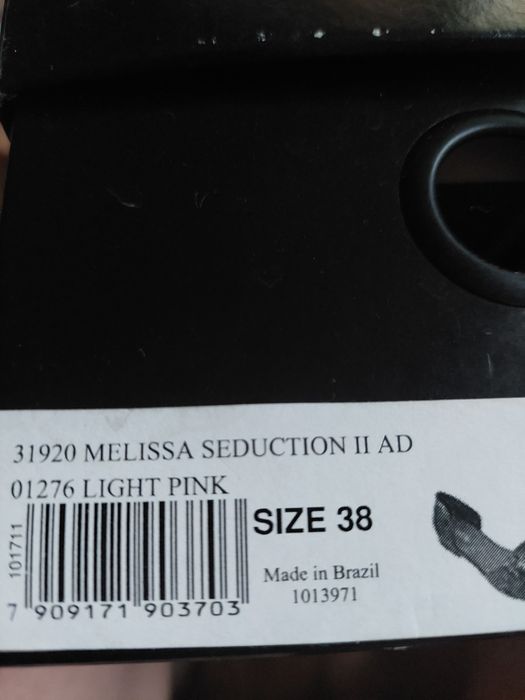 31920 MELISSA SEDUCTION II AD
01276 LIGHT PINK
101711
SIZE 38
Made in Brazil
1013971
7 909171 903703